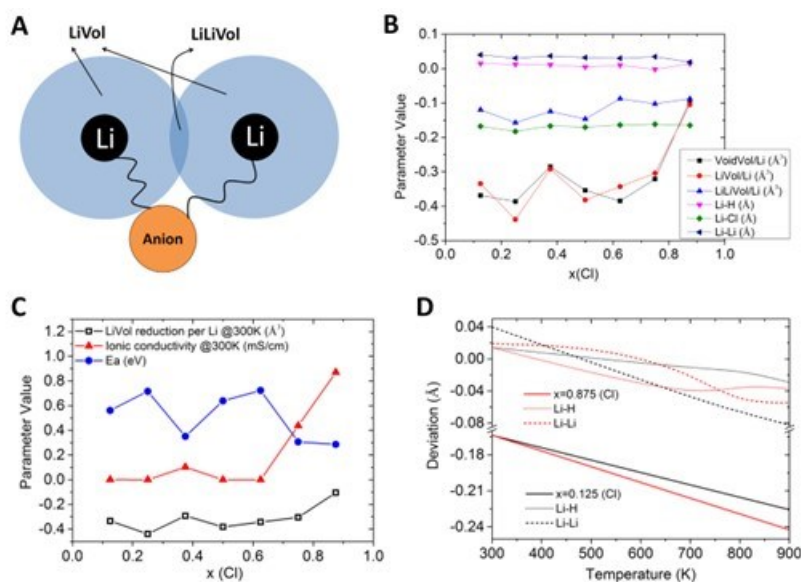 A
LiVol
LiLiVol
Li
Li
Anion
B
Parameter Value
0.1
0.0
-0.1
-0.2
-0.3
-0.4
-0.5
VoidVol/Li (Å³)
LiVol/Li (Å³)
LiLiVol/Li (Å³)
Li-H (Å)
Li-Cl (Å)
Li-Li (Å)
0.0 0.2 0.4 0.6 0.8 1.0
x(Cl)
C
LiVol reduction per Li @300K (Å³)
Ionic conductivity @300K (mS/cm)
Ea (eV)
Parameter Value
1.2
1.0
0.8
0.6
0.4
0.2
0.0
-0.2
-0.4
0.0 0.2 0.4 0.6 0.8 1.0
x (Cl)
D
Deviation (Å)
0.04
0.00
-0.04
-0.08
-0.18
-0.21
-0.24
x=0.875 (Cl)
Li-H
Li-Li
x=0.125 (Cl)
Li-H
Li-Li
300 400 500 600 700 800 900
Temperature (K)